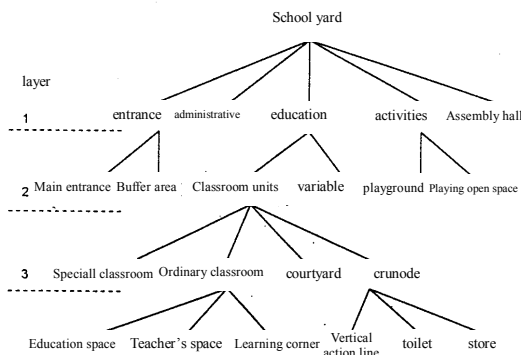 School yard
layer
1 entrance administrative education activities Assembly hall
2 Main entrance Buffer area Classroom units variable playground Playing open space
3 Speciall classroom Ordinary classroom courtyard crunode
Education space Teacher's space Learning corner Vertical action line toilet store